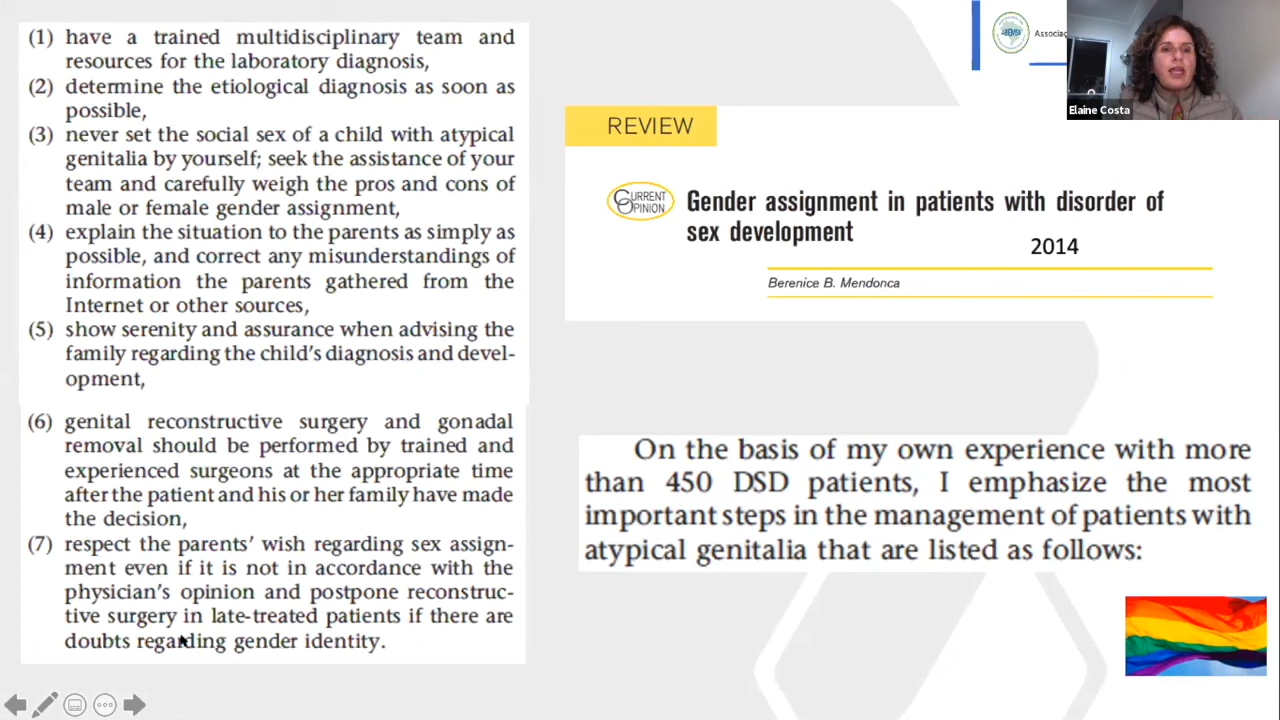 (1) have a trained multidisciplinary team and
resources for the laboratory diagnosis,
(2) determine the etiological diagnosis as soon as
possible,
(3) never set the social sex of a child with atypical
genitalia by yourself; seek the assistance of your
team and carefully weigh the pros and cons of
male or female gender assignment,
(4) explain the situation to the parents as simply as
possible, and correct any misunderstandings of
information the parents gathered from the
Internet or other sources,
(5) show serenity and assurance when advising the
family regarding the child's diagnosis and devel-
opment,
(6) genital reconstructive surgery and gonadal
removal should be performed by trained and
experienced surgeons at the appropriate time
after the patient and his or her family have made
the decision,
(7) respect the parents' wish regarding sex assign-
ment even if it is not in accordance with the
physician's opinion and postpone reconstruc-
tive surgery in late-treated patients if there are
doubts regarding gender identity.
Elaine Costa
REVIEW
CURRENT
OPINION
Gender assignment in patients with disorder of
sex development
2014
Berenice B. Mendonca
On the basis of my own experience with more
than 450 DSD patients, I emphasize the most
important steps in the management of patients with
atypical genitalia that are listed as follows: